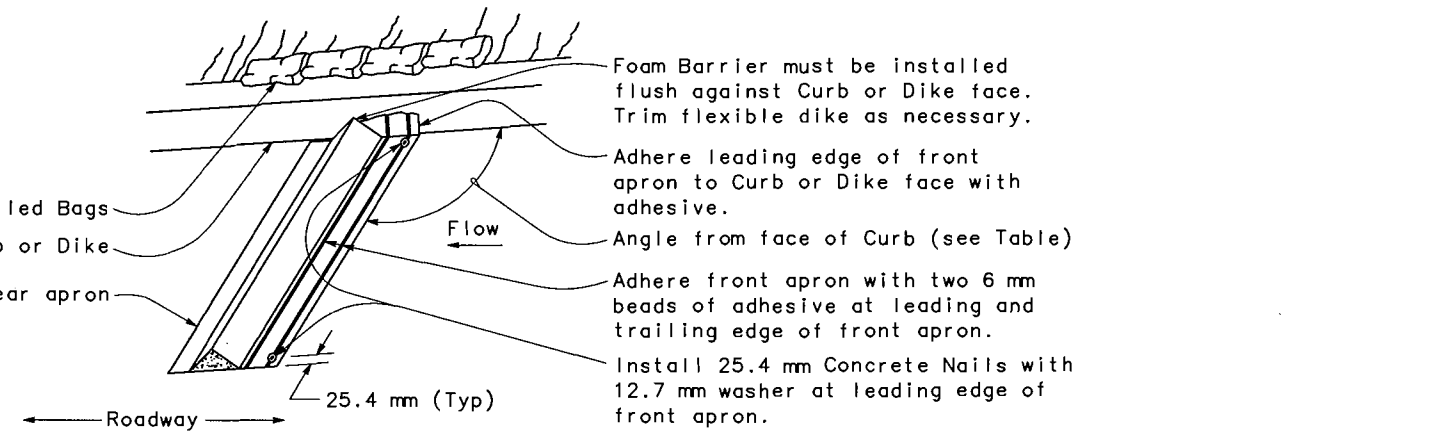 Foam Barrier must be installed
flush against Curb or Dike face.
Trim flexible dike as necessary.
Adhere leading edge of front
apron to Curb or Dike face with
adhesive.
led Bags
Flow
Angle from face of Curb (see Table)
or Dike
ear apron
Adhere front apron with two 6 mm
beads of adhesive at leading and
trailing edge of front apron.
Install 25.4 mm Concrete Nails with
12.7 mm washer at leading edge of
front apron.
25.4 mm (Typ)
Roadway